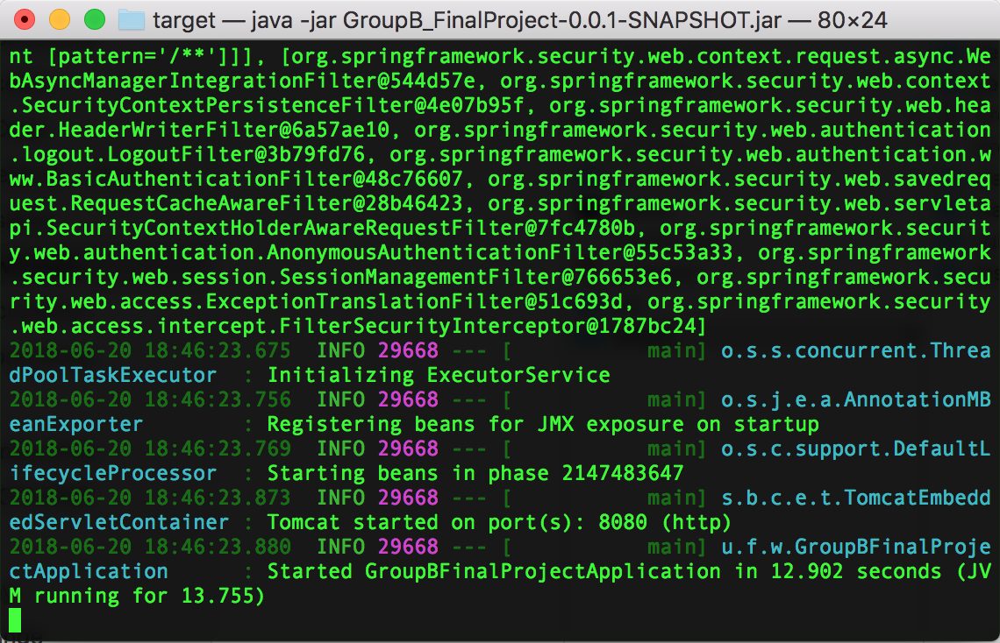 target — java -jar GroupB_FinalProject-0.0.1-SNAPSHOT.jar — 80×24
nt [pattern='/**']]], [org.springframework.security.web.context.request.async.We
bAsyncManagerIntegrationFilter@544d57e, org.springframework.security.web.context
.SecurityContextPersistenceFilter@4e07b95f, org.springframework.security.web.hea
der.HeaderWriterFilter@6a57ae10, org.springframework.security.web.authentication
.logout.LogoutFilter@3b79fd76, org.springframework.security.web.authentication.w
ww.BasicAuthenticationFilter@48c76607, org.springframework.security.web.savedreq
uest.RequestCacheAwareFilter@28b46423, org.springframework.security.web.servleta
pi.SecurityContextHolderAwareRequestFilter@7fc4780b, org.springframework.securit
y.web.authentication.AnonymousAuthenticationFilter@55c53a33, org.springframework
.security.web.session.SessionManagementFilter@766653e6, org.springframework.secu
rity.web.access.ExceptionTranslationFilter@51c693d, org.springframework.security
.web.access.intercept.FilterSecurityInterceptor@1787bc24]
2018-06-20 18:46:23.675  INFO 29668 --- [           main] o.s.s.concurrent.Threa
dPoolTaskExecutor  : Initializing ExecutorService
2018-06-20 18:46:23.756  INFO 29668 --- [           main] o.s.j.e.a.AnnotationMB
eanExporter        : Registering beans for JMX exposure on startup
2018-06-20 18:46:23.769  INFO 29668 --- [           main] o.s.c.support.DefaultL
ifecycleProcessor  : Starting beans in phase 2147483647
2018-06-20 18:46:23.873  INFO 29668 --- [           main] s.b.c.e.t.TomcatEmbedd
edServletContainer : Tomcat started on port(s): 8080 (http)
2018-06-20 18:46:23.880  INFO 29668 --- [           main] u.f.w.GroupBFinalProje
ctApplication      : Started GroupBFinalProjectApplication in 12.902 seconds (JV
M running for 13.755)